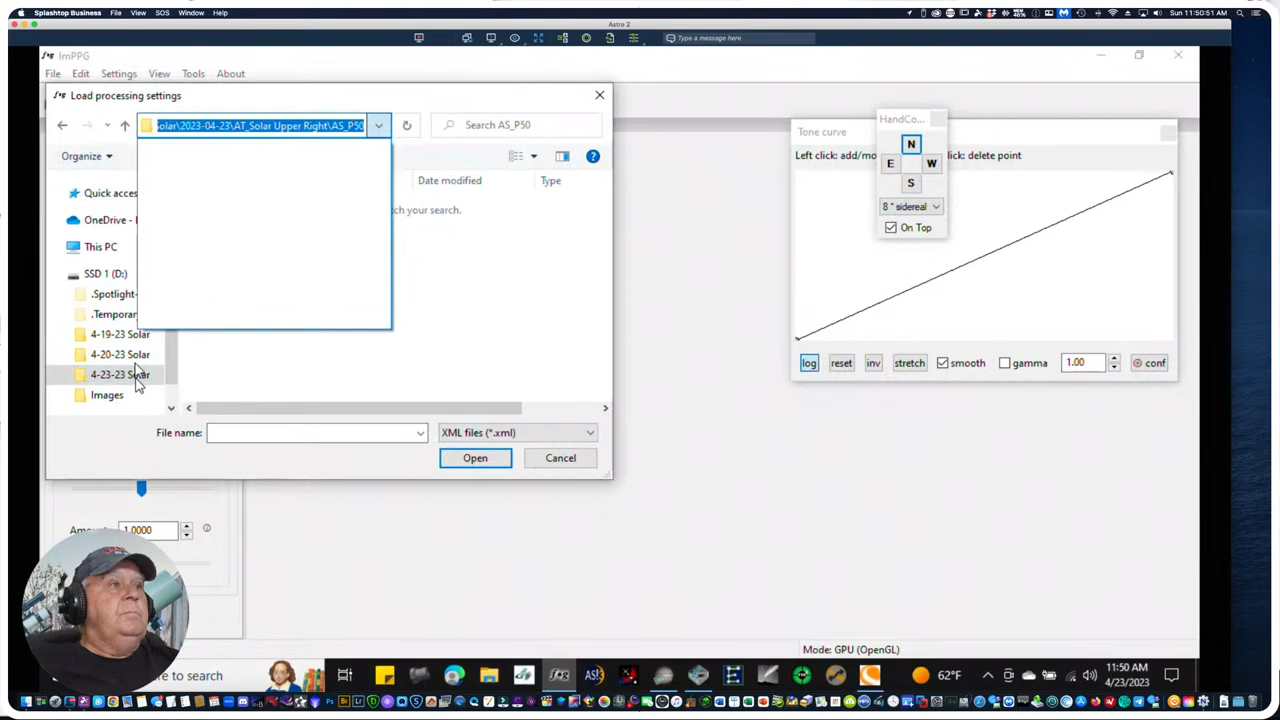 Splashtop Business File Edit View SOS Window Help
Sun 11:50:51 AM
Astro 2
Type a message here
ImPPG
File Edit Settings View Tools About
Load processing settings
olar\2023-04-23\AT_Solar Upper Right\AS_P50
Search AS_P50
Organize
Date modified Type
Quick acces
OneDrive -
This PC
SSD 1 (D:)
.Spotlight-
.Temporar
4-19-23 Solar
4-20-23 Solar
4-23-23 Solar
Images
tch your search.
File name:
XML files (*.xml)
Open Cancel
HandCo...
N
E W
S
8 " sidereal
On Top
Tone curve
Left click: add/mo
lick: delete point
log reset inv stretch smooth gamma 1.00 conf
1.0000
Mode: GPU (OpenGL)
re to search
62°F
11:50 AM
4/23/2023